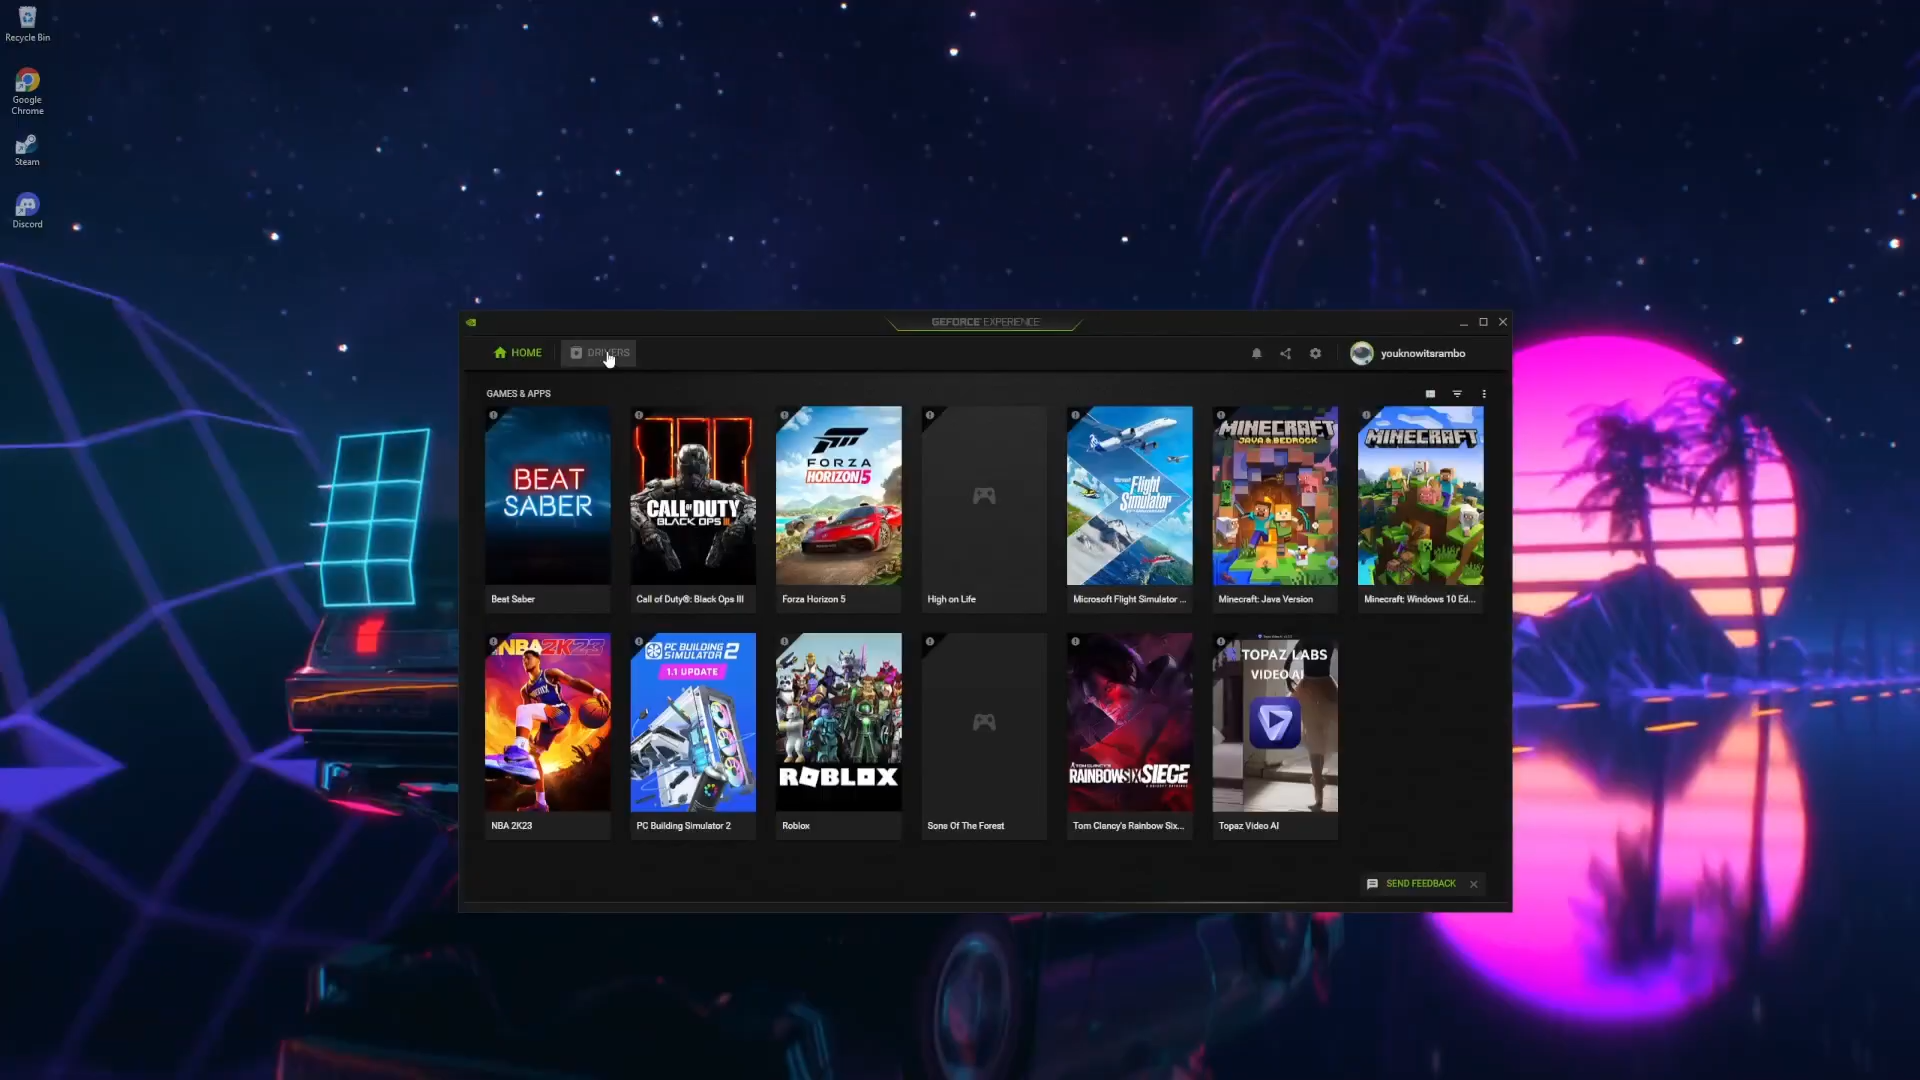 Recycle Bin
Google
Chrome
Steam
Discord
GEFORCE EXPERIENCE
HOME
DRIVERS
youknowitsrambo
GAMES & APPS
BEAT
SABER
CALL OF DUTY
BLACK OPS III
FORZA
HORIZON 5
Microsoft
Flight
Simulator
MINECRAFT
JAVA & BEDROCK
MINECRAFT
Beat Saber
Call of Duty®: Black Ops III
Forza Horizon 5
High on Life
Microsoft Flight Simulator ...
Minecraft: Java Version
Minecraft: Windows 10 Ed...
NBA 2K23
PC BUILDING
SIMULATOR 2
1.1 UPDATE
ROBLOX
TOM CLANCY'S
RAINBOW SIX SIEGE
TOPAZ LABS
VIDEO AI
NBA 2K23
PC Building Simulator 2
Roblox
Sons Of The Forest
Tom Clancy's Rainbow Six...
Topaz Video AI
SEND FEEDBACK